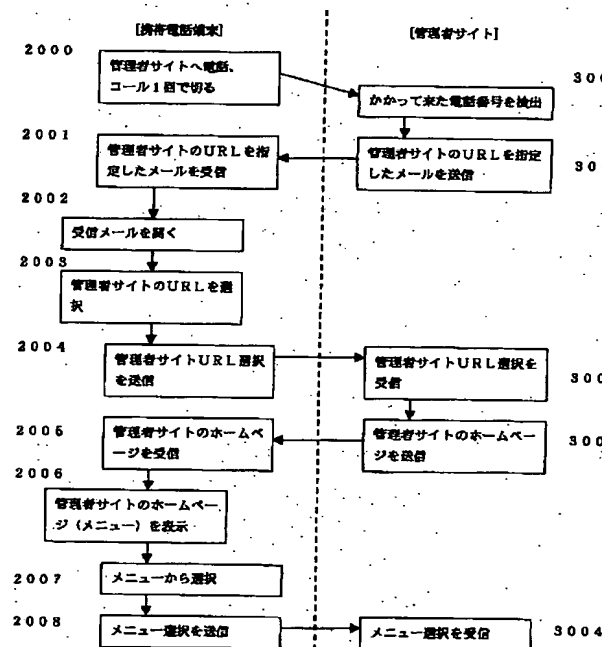 [携帯電話端末]
[管理者サイト]
2000
管理者サイトへ電話、
コール1回で切る
300
かかって来た電話番号を検出
2001
管理者サイトのURLを指
定したメールを受信
管理者サイトのURLを指定
したメールを送信
30
2002
受信メールを開く
2003
管理者サイトのURLを選
択
2004
管理者サイトURL選択
を送信
管理者サイトURL選択を
受信
300
2005
管理者サイトのホームペ
ージを受信
管理者サイトのホームペー
ジを送信
300
2006
管理者サイトのホームペー
ジ(メニュー)を表示
2007
メニューから選択
2008
メニュー選択を送信
メニュー選択を受信
3004